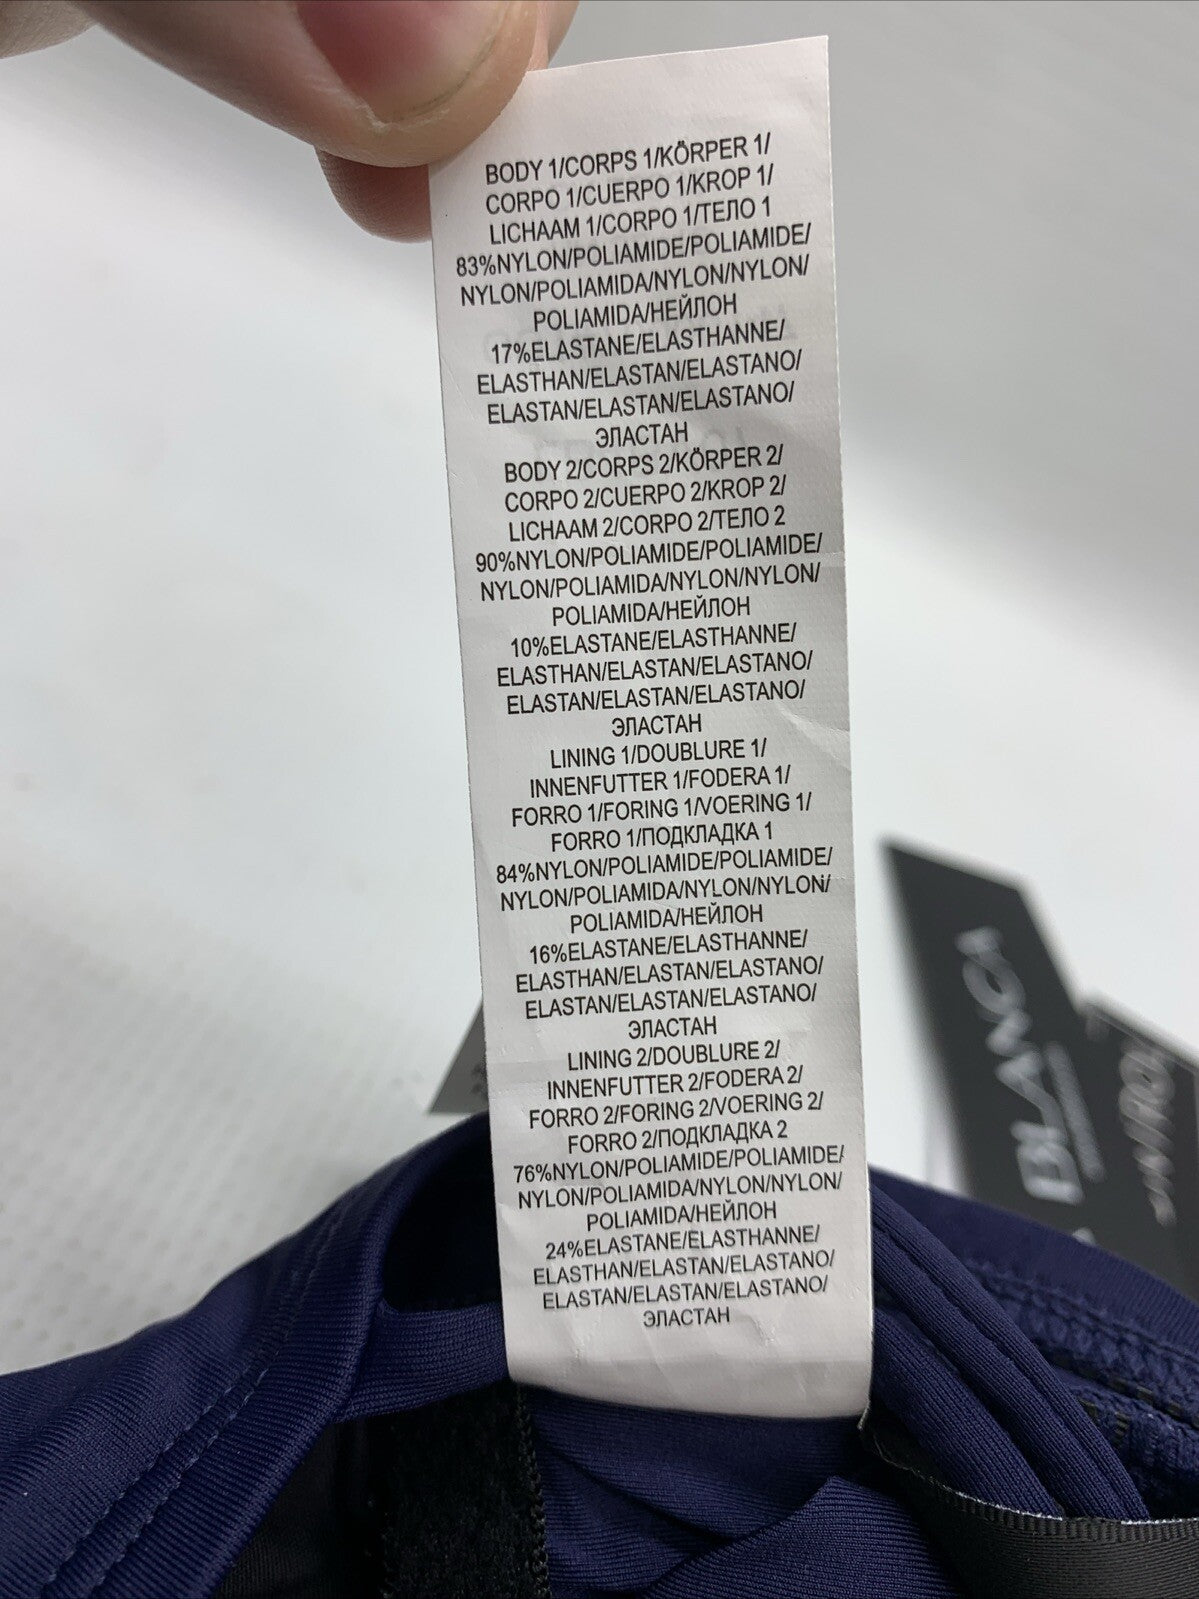 BODY 1/CORPS 1/KÖRPER 1/
CORPO 1/CUERPO 1/KROP 1/
LICHAAM 1/CORPO 1/ТЕЛО 1
83%NYLON/POLIAMIDE/POLIAMIDE/
NYLON/POLIAMIDA/NYLON/NYLON/
POLIAMIDA/НЕЙЛОН
17%ELASTANE/ELASTHANNE/
ELASTHAN/ELASTAN/ELASTANO/
ELASTAN/ELASTAN/ELASTANO/
ЭЛАСТАН
BODY 2/CORPS 2/KÖRPER 2/
CORPO 2/CUERPO 2/KROP 2/
LICHAAM 2/CORPO 2/ТЕЛО 2
90%NYLON/POLIAMIDE/POLIAMIDE/
NYLON/POLIAMIDA/NYLON/NYLON/
POLIAMIDA/НЕЙЛОН
10%ELASTANE/ELASTHANNE/
ELASTHAN/ELASTAN/ELASTANO/
ELASTAN/ELASTAN/ELASTANO/
ЭЛАСТАН
LINING 1/DOUBLURE 1/
INNENFUTTER 1/FODERA 1/
FORRO 1/FORING 1/VOERING 1/
FORRO 1/ПОДКЛАДКА 1
84%NYLON/POLIAMIDE/POLIAMIDE/
NYLON/POLIAMIDA/NYLON/NYLON/
POLIAMIDA/НЕЙЛОН
16%ELASTANE/ELASTHANNE/
ELASTHAN/ELASTAN/ELASTANO/
ELASTAN/ELASTAN/ELASTANO/
ЭЛАСТАН
LINING 2/DOUBLURE 2/
INNENFUTTER 2/FODERA 2/
FORRO 2/FORING 2/VOERING 2/
FORRO 2/ПОДКЛАДКА 2
76%NYLON/POLIAMIDE/POLIAMIDE/
NYLON/POLIAMIDA/NYLON/NYLON/
POLIAMIDA/НЕЙЛОН
24%ELASTANE/ELASTHANNE/
ELASTHAN/ELASTAN/ELASTANO/
ELASTAN/ELASTAN/ELASTANO/
ЭЛАСТАН
BLANCA